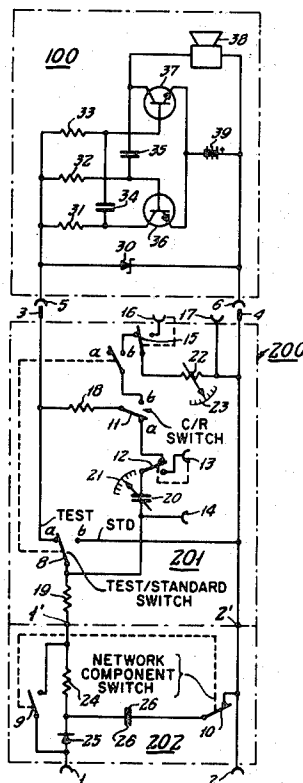 38
100
37
33
39
32
35
34
31
36
30
5
6
3
4
16
15
17
200
a
b
22
23
b
18
11
a
C/R
SWITCH
12
13
21
20
TEST
14
a
b
STD
201
8
TEST/STANDARD
SWITCH
19
1'
2'
NETWORK
COMPONENT
SWITCH
24
9
26
10
26
25
202
1
2